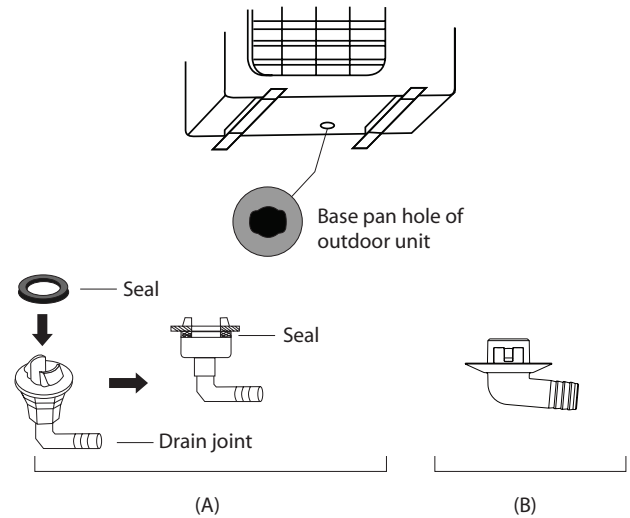 Base pan hole of
outdoor unit
Seal
Seal
Drain joint
(A)
(B)